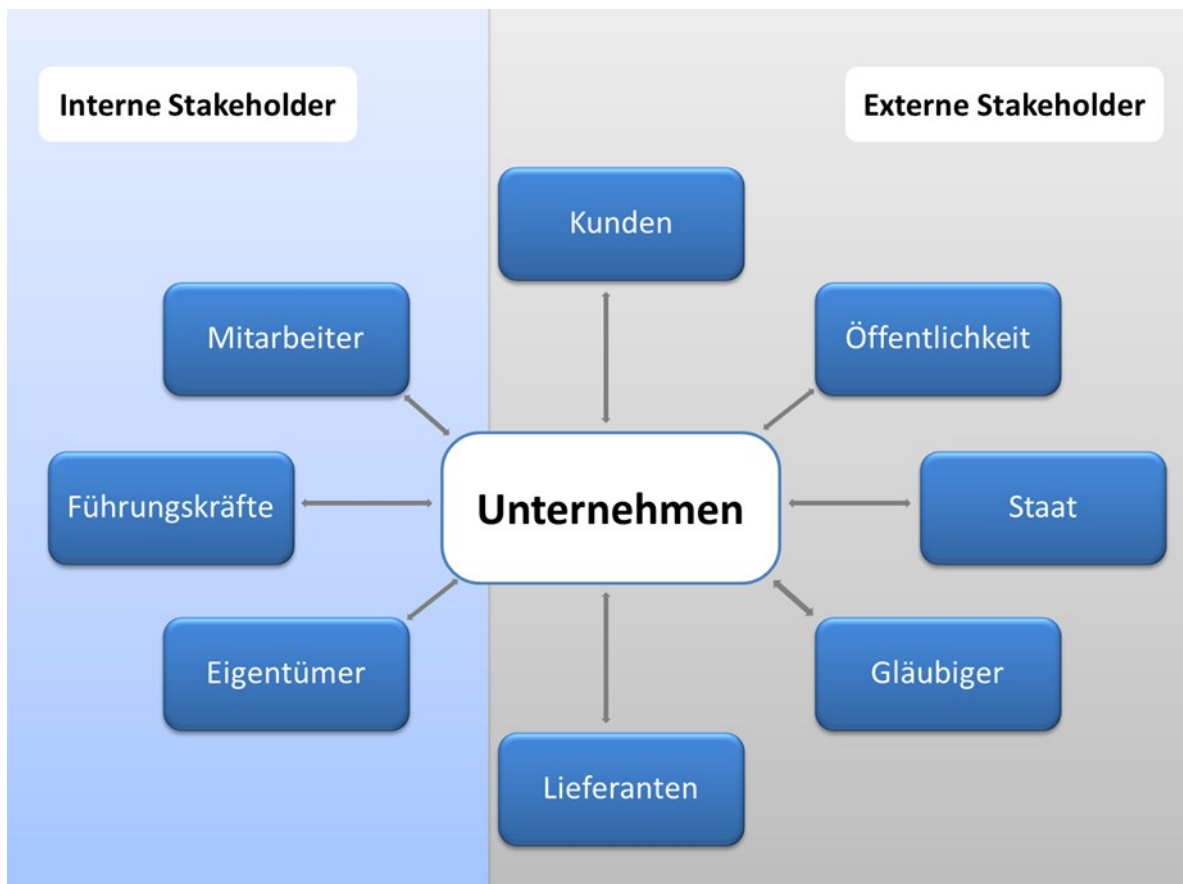 Interne Stakeholder
Externe Stakeholder
Kunden
Mitarbeiter
Öffentlichkeit
Führungskräfte
Unternehmen
Staat
Eigentümer
Gläubiger
Lieferanten